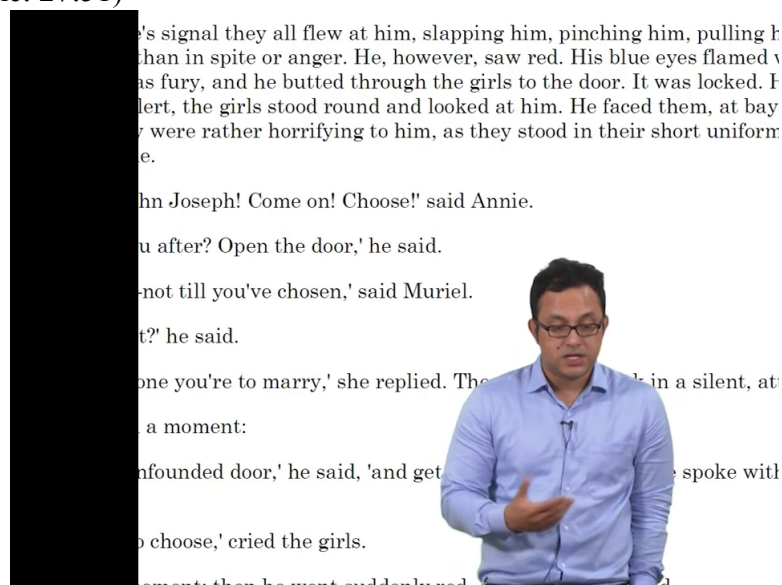 27:51)
's signal they all flew at him, slapping him, pinching him, pulling
than in spite or anger. He, however, saw red. His blue eyes flamed
as fury, and he butted through the girls to the door. It was locked.
lert, the girls stood round and looked at him. He faced them, at bay
were rather horrifying to him, as they stood in their short uniform
e.
hn Joseph! Come on! Choose!' said Annie.
u after? Open the door,' he said.
-not till you've chosen,' said Muriel.
t?' he said.
one you're to marry,' she replied. The k in a silent, at
a moment:
nfounded door,' he said, 'and get e spoke with
o choose,' cried the girls.